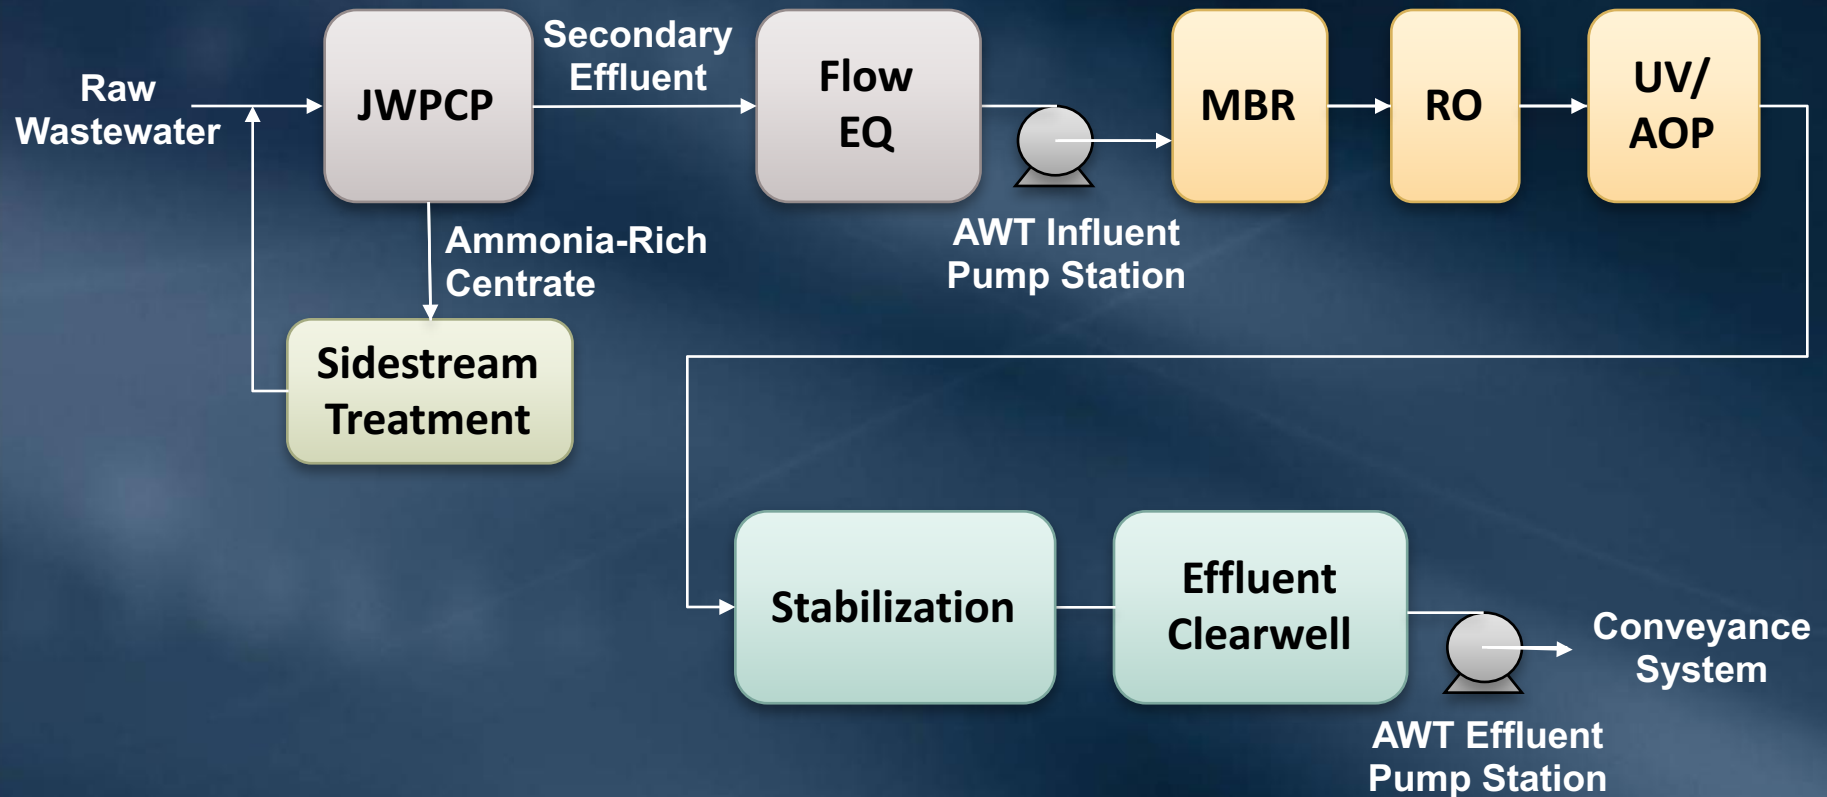 Raw
Wastewater
JWPCP
Secondary
Effluent
Flow
EQ
AWT Influent
Pump Station
MBR
RO
UV/
AOP
Ammonia-Rich
Centrate
Sidestream
Treatment
Stabilization
Effluent
Clearwell
AWT Effluent
Pump Station
Conveyance
System